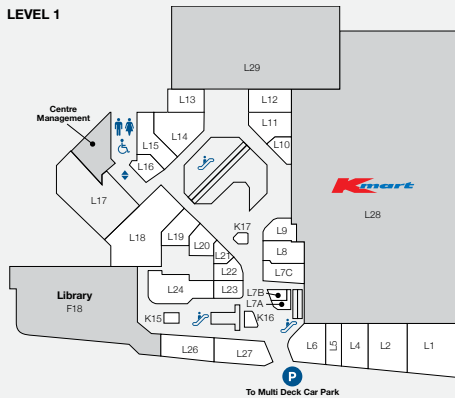 LEVEL 1
L29
Centre
Management
L13
L12
L14
L11
L15
L10
L16
Kmart
L17
L28
L18
L19
K17
L9
L20
L8
L21
L22
L7C
L24
L23
L7B
L7A
Library
F18
K15
K16
L26
L27
L6
L5
L4
L2
L1
P
To Multi Deck Car Park